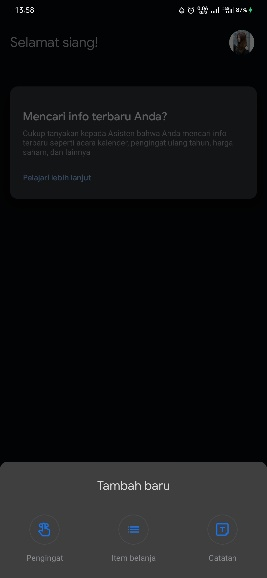 13:58
87%
Selamat siang!
Mencari info terbaru Anda?
Cukup tanyakan kepada Asisten bahwa Anda mencari info
terbaru seperti acara kalender, pengingat ulang tahun, harga
saham, dan lainnya.
Pelajari lebih lanjut
Tambah baru
Pengingat
Item belanja
Catatan